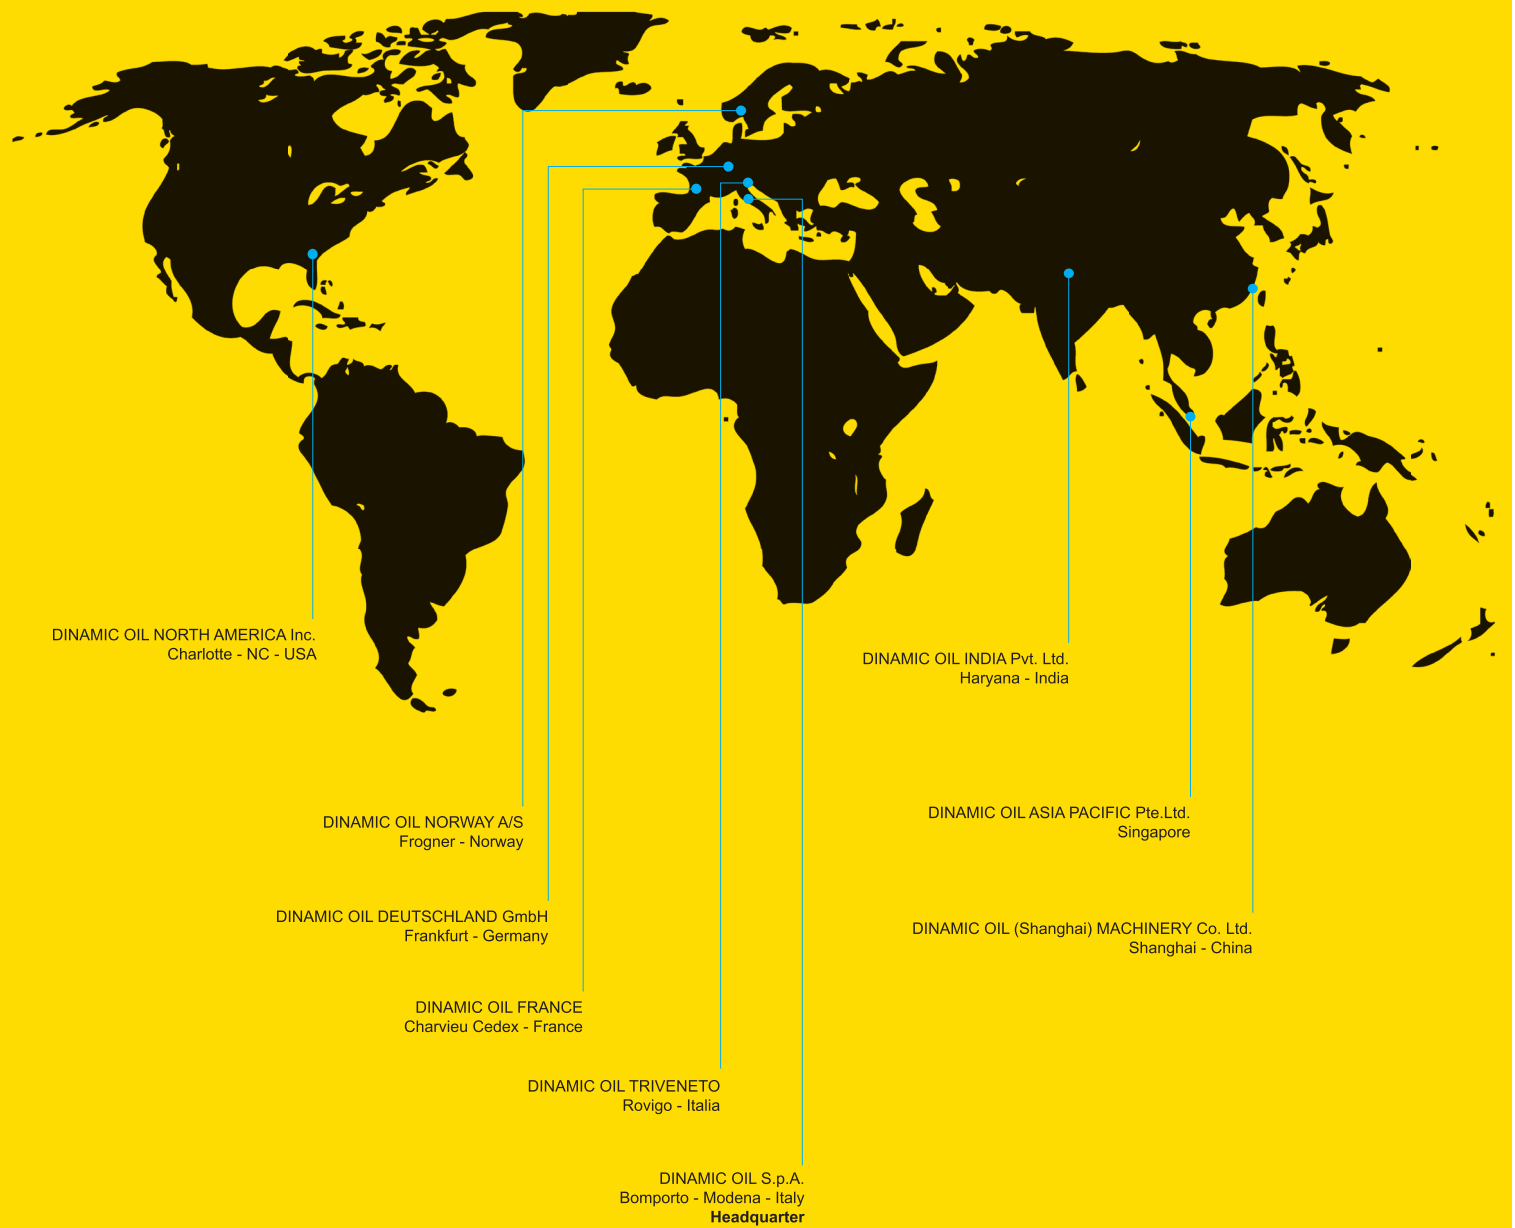 DINAMIC OIL NORTH AMERICA Inc.
Charlotte - NC - USA
DINAMIC OIL INDIA Pvt. Ltd.
Haryana - India
DINAMIC OIL NORWAY A/S
Frogner - Norway
DINAMIC OIL ASIA PACIFIC Pte.Ltd.
Singapore
DINAMIC OIL DEUTSCHLAND GmbH
Frankfurt - Germany
DINAMIC OIL (Shanghai) MACHINERY Co. Ltd.
Shanghai - China
DINAMIC OIL FRANCE
Charvieu Cedex - France
DINAMIC OIL TRIVENETO
Rovigo - Italia
DINAMIC OIL S.p.A.
Bomporto - Modena - Italy
Headquarter